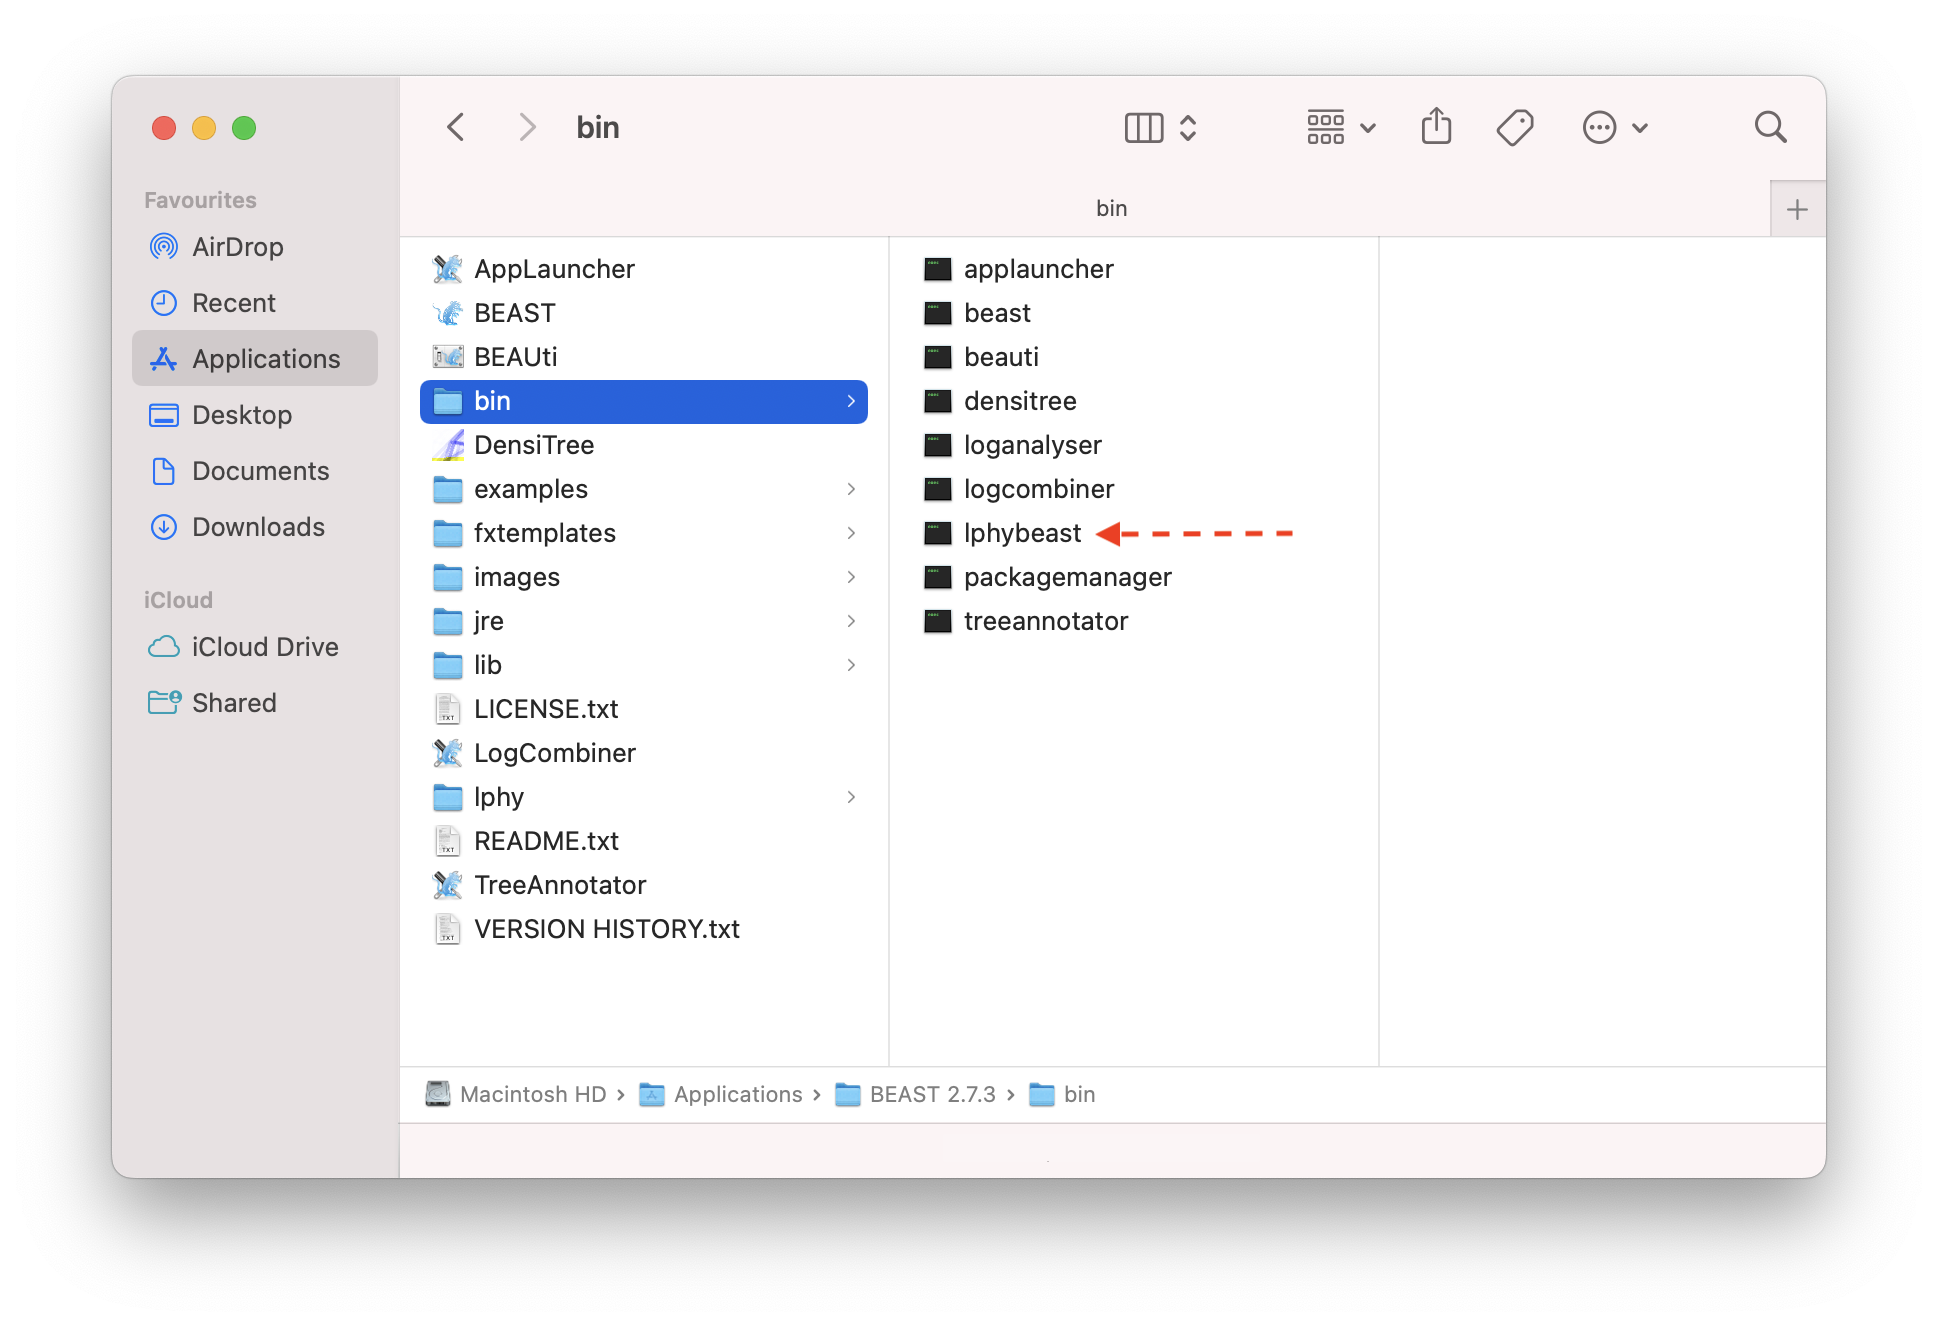 bin
Favourites
AirDrop
Recent
Applications
Desktop
Documents
Downloads
iCloud
iCloud Drive
Shared
bin
AppLauncher
BEAST
BEAUti
bin
DensiTree
examples
fxtemplates
images
jre
lib
LICENSE.txt
LogCombiner
lphy
README.txt
TreeAnnotator
VERSION HISTORY.txt
applauncher
beast
beauti
densitree
loganalyser
logcombiner
lphybeast
packagemanager
treeannotator
Macintosh HD › Applications › BEAST 2.7.3 › bin